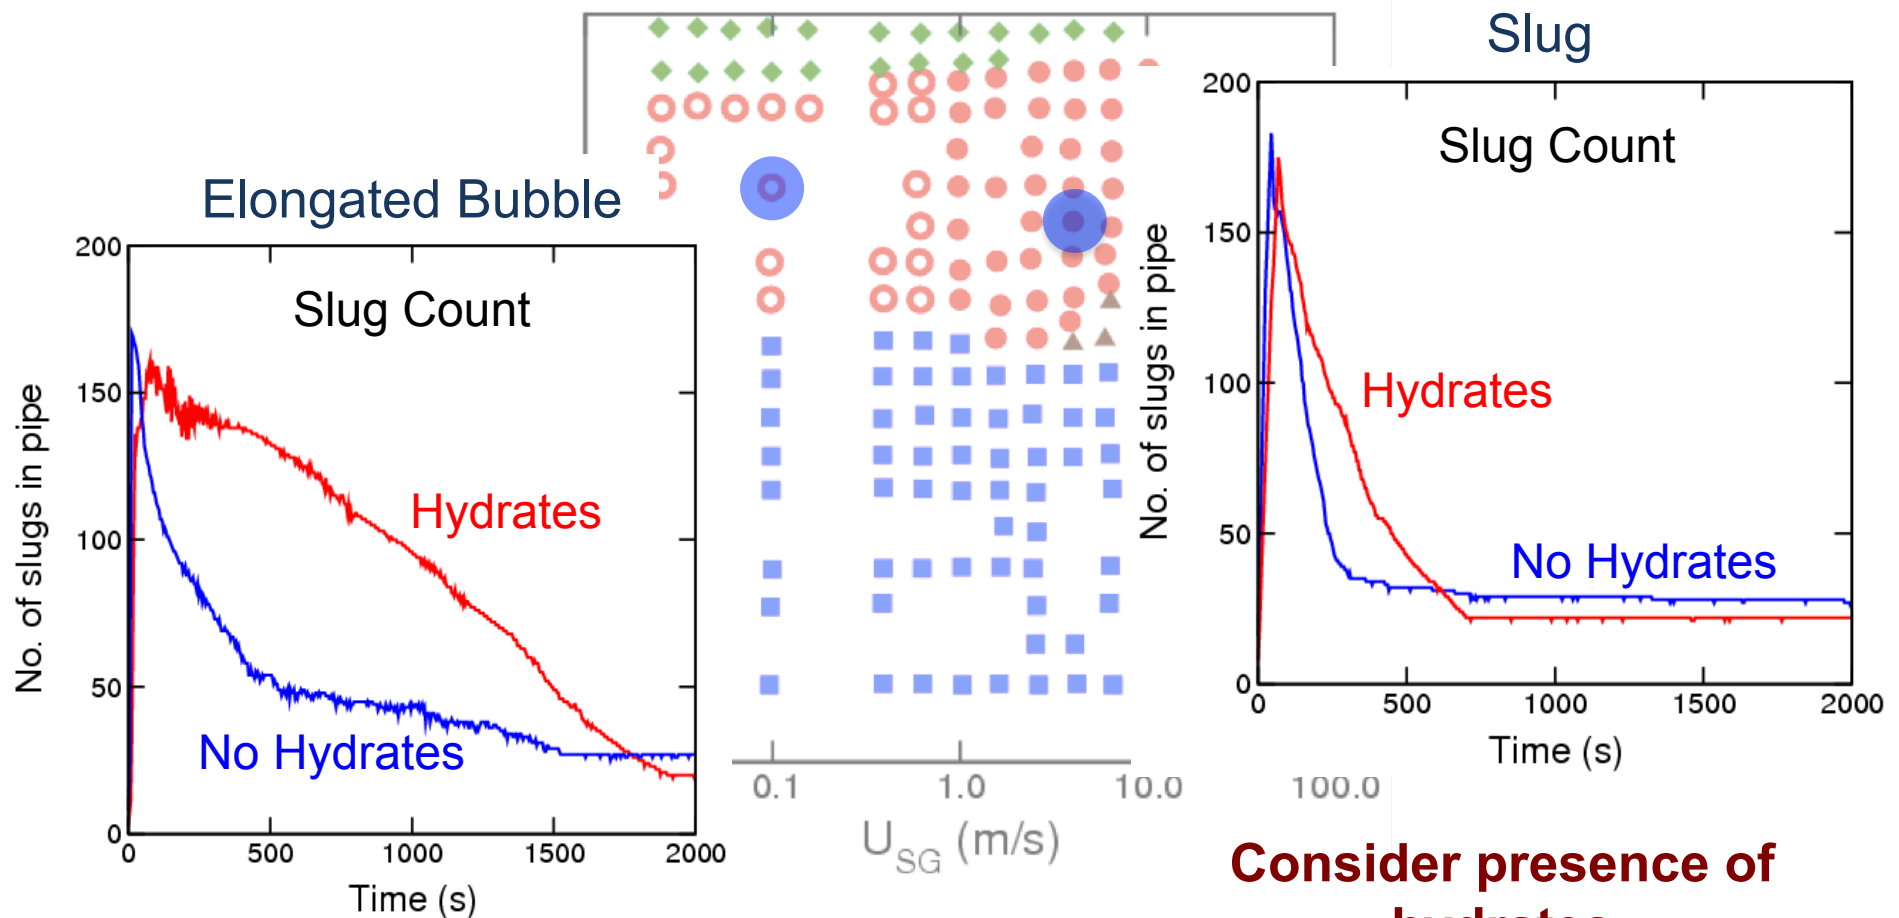 Slug
Elongated Bubble
200
150
100
50
0
No. of slugs in pipe
Slug Count
Hydrates
No Hydrates
0
500
1000
1500
2000
Time (s)
0.1
1.0
10.0
100.0
U_SG (m/s)
200
150
100
50
0
No. of slugs in pipe
Slug Count
Hydrates
No Hydrates
0
500
1000
1500
2000
Time (s)
Consider presence of
hydrates